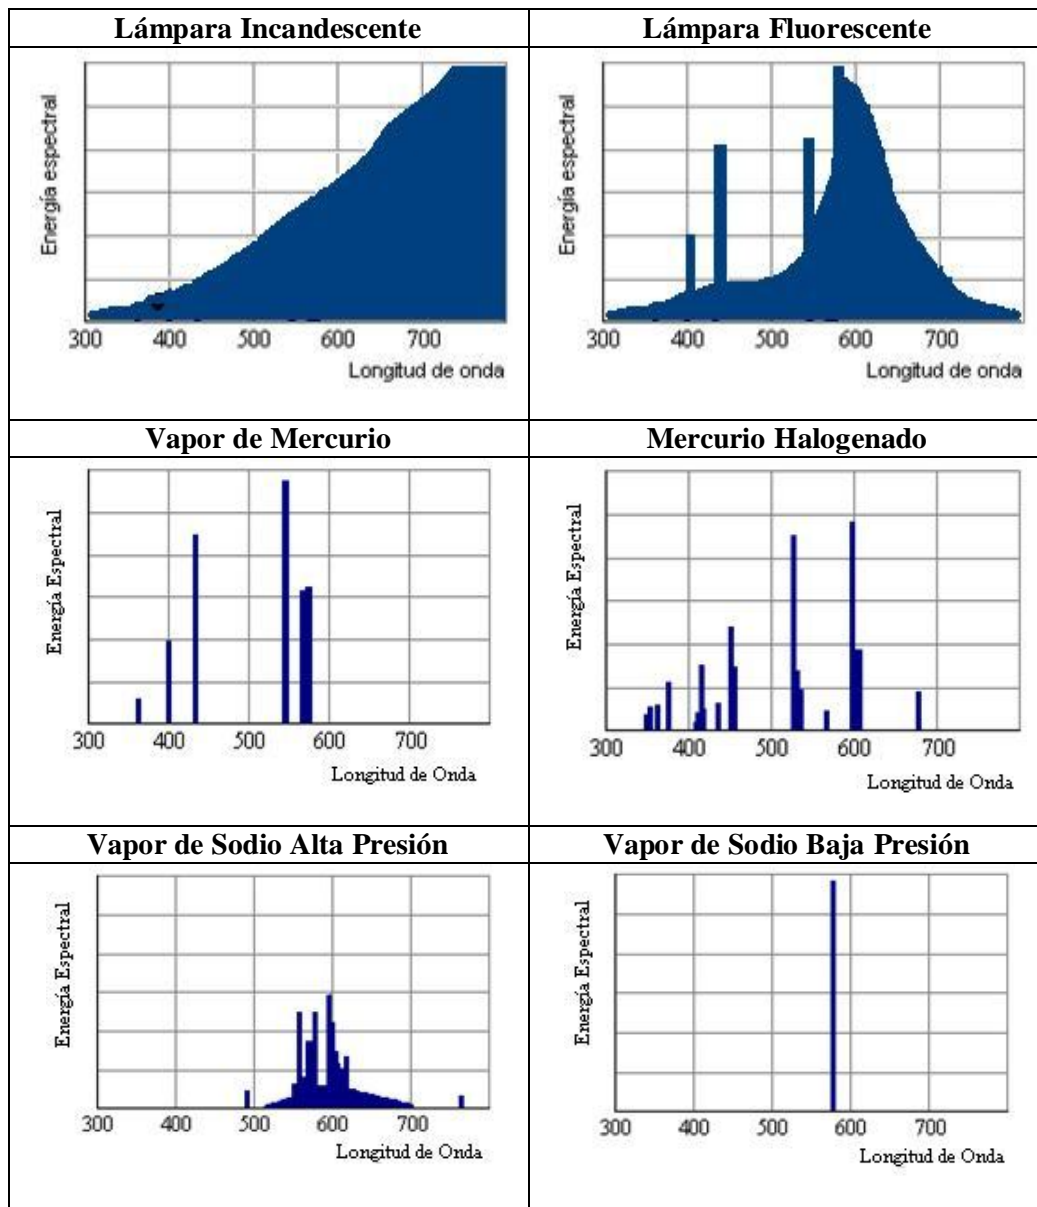 Lámpara Incandescente
Energía espectral
300 400 500 600 700
Longitud de onda
Lámpara Fluorescente
Energía espectral
300 400 500 600 700
Longitud de onda
Vapor de Mercurio
Energía Espectral
300 400 500 600 700
Longitud de Onda
Mercurio Halogenado
Energía Espectral
300 400 500 600 700
Longitud de Onda
Vapor de Sodio Alta Presión
Energía Espectral
300 400 500 600 700
Longitud de Onda
Vapor de Sodio Baja Presión
Energía Espectral
300 400 500 600 700
Longitud de Onda